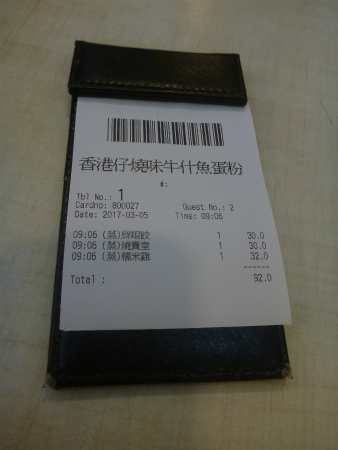 香港仔燒味牛什魚蛋粉
#:
Tbl No.: 1
Cardno: 800027 Guest No.: 2
Date: 2017-03-05 Time: 09:06
09:06 (蒸)鮮蝦餃 1 30.0
09:06 (蒸)燒賣皇 1 30.0
09:06 (蒸)糯米雞 1 32.0
------
Total : 92.0